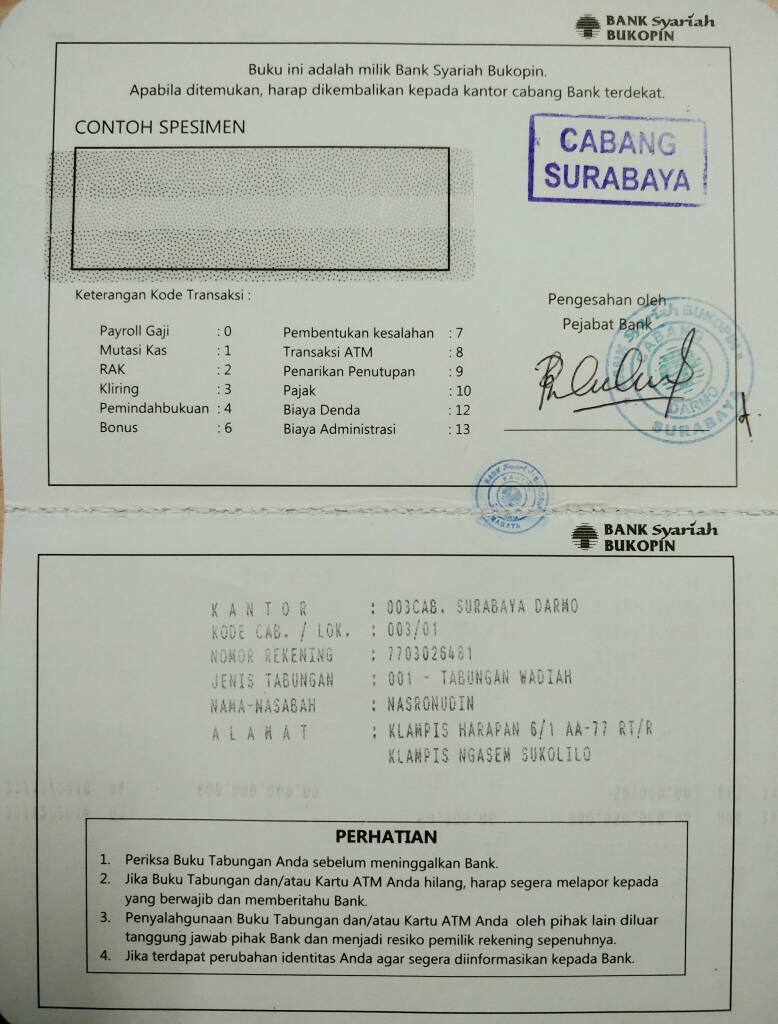 BANK Syariah
BUKOPIN
Buku ini adalah milik Bank Syariah Bukopin.
Apabila ditemukan, harap dikembalikan kepada kantor cabang Bank terdekat.
CONTOH SPESIMEN
CABANG
SURABAYA
Keterangan Kode Transaksi :
Payroll Gaji : 0
Mutasi Kas : 1
RAK : 2
Kliring : 3
Pemindahbukuan : 4
Bonus : 6
Pembentukan kesalahan : 7
Transaksi ATM : 8
Penarikan Penutupan : 9
Pajak : 10
Biaya Denda : 12
Biaya Administrasi : 13
Pengesahan oleh
Pejabat Bank
BANK Syariah BUKOPIN
CABANG
DARMO
SURABAYA
BANK Syariah
BUKOPIN
K A N T O R : 003CAB. SURABAYA DARMO
KODE CAB. / LOK. : 003/01
NOMOR REKENING : 7703026481
JENIS TABUNGAN : 001 - TABUNGAN WADIAH
NAMA-NASABAH : NASRONUDIN
A L A M A T : KLAMPIS HARAPAN 6/1 AA-77 RT/R
KLAMPIS NGASEM SUKOLILO
PERHATIAN
1. Periksa Buku Tabungan Anda sebelum meninggalkan Bank.
2. Jika Buku Tabungan dan/atau Kartu ATM Anda hilang, harap segera melapor kepada
yang berwajib dan memberitahu Bank.
3. Penyalahgunaan Buku Tabungan dan/atau Kartu ATM Anda oleh pihak lain diluar
tanggung jawab pihak Bank dan menjadi resiko pemilik rekening sepenuhnya.
4. Jika terdapat perubahan identitas Anda agar segera diinformasikan kepada Bank.